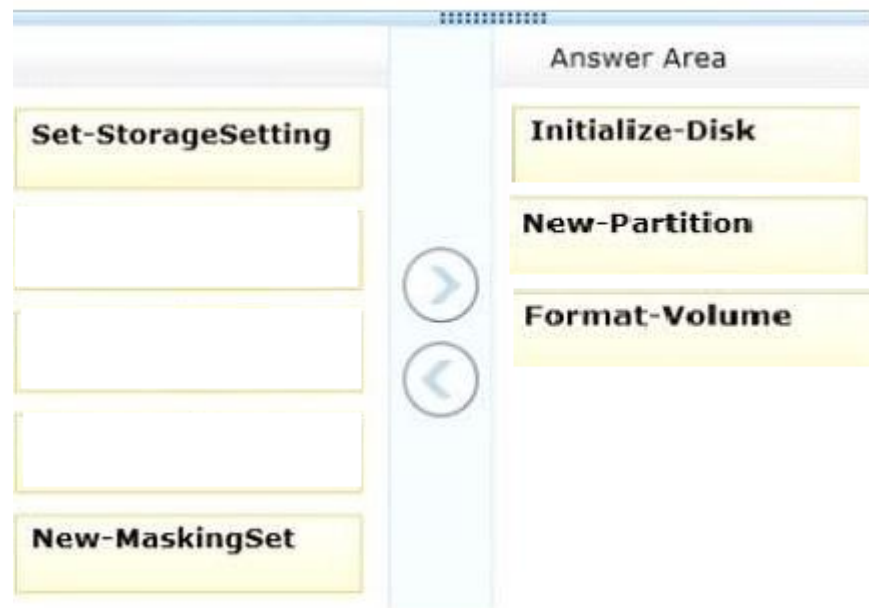 Answer Area
Set-StorageSetting
Initialize-Disk
New-Partition
Format-Volume
New-MaskingSet